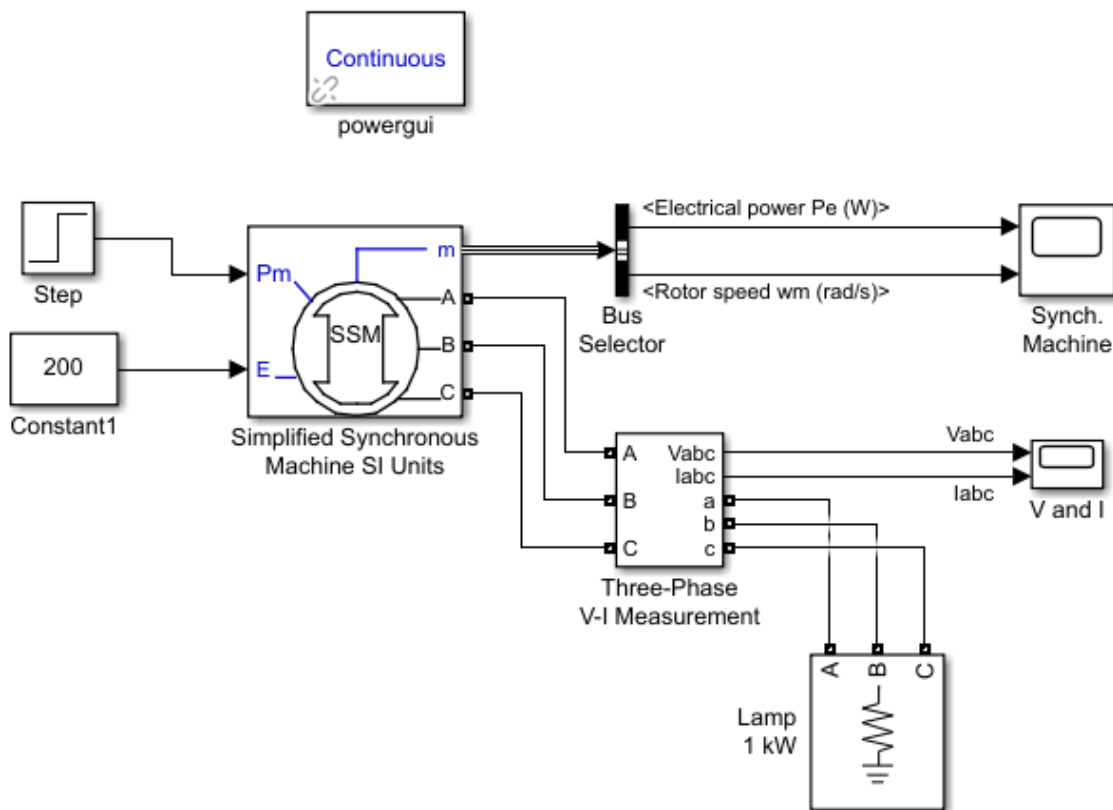 Continuous
powergui
Step
200
Constant1
Pm
E
m
SSM
A
B
C
Simplified Synchronous
Machine SI Units
<Electrical power Pe (W)>
<Rotor speed wm (rad/s)>
Bus
Selector
Synch.
Machine
A
B
C
Vabc
Iabc
a
b
c
Three-Phase
V-I Measurement
Vabc
Iabc
V and I
A
B
C
Lamp
1 kW